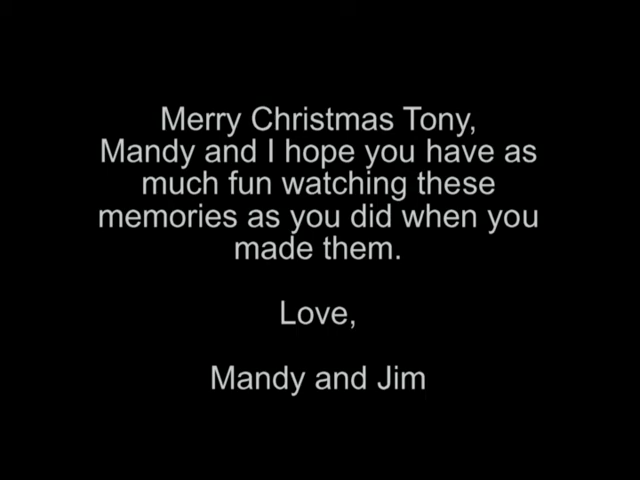 Merry Christmas Tony,
Mandy and I hope you have as
much fun watching these
memories as you did when you
made them.
Love,
Mandy and Jim